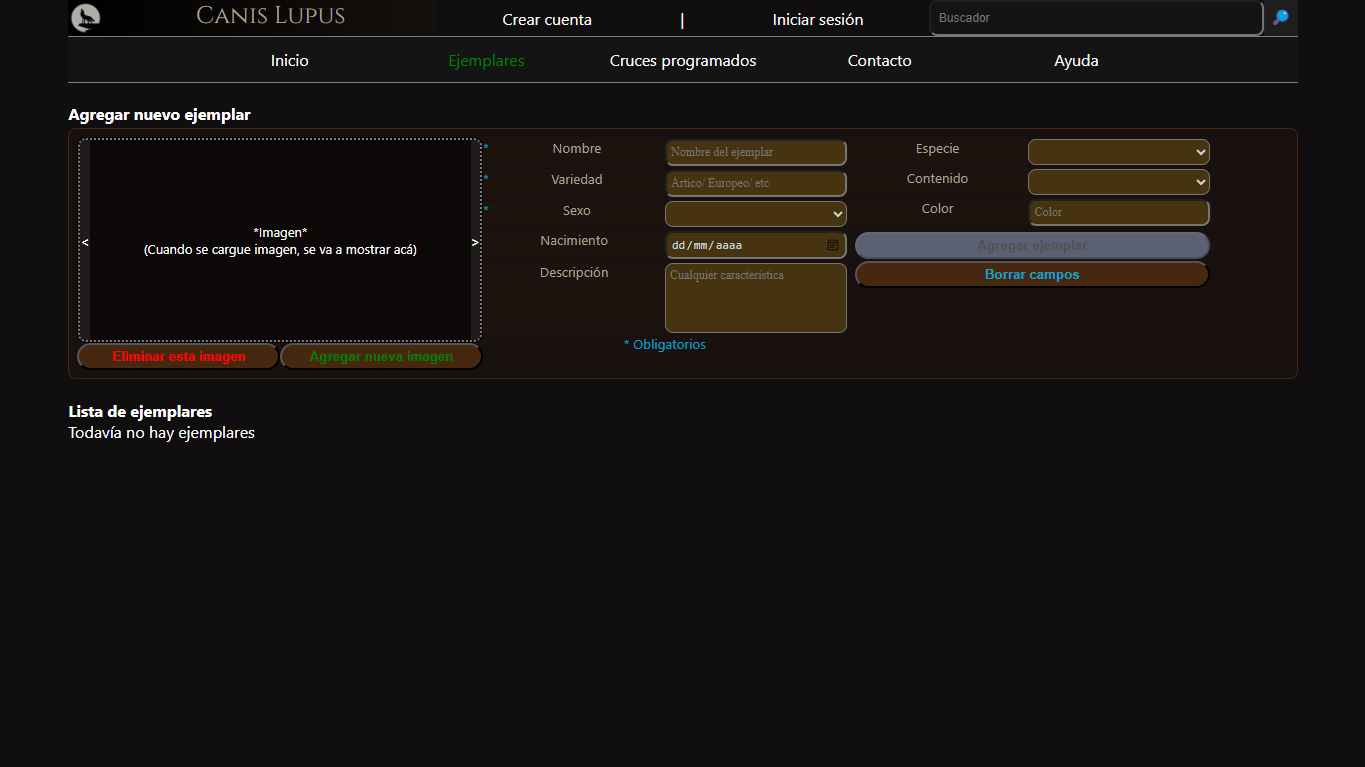 Canis Lupus
Crear cuenta | Iniciar sesión
Buscador
Inicio Ejemplares Cruces programados Contacto Ayuda
Agregar nuevo ejemplar
*Imagen*
(Cuando se cargue imagen, se va a mostrar acá)
< >
Eliminar esta imagen Agregar nueva imagen
* Nombre Nombre del ejemplar
* Variedad Ártico/ Europeo/ etc
* Sexo
Nacimiento dd/mm/aaaa
Descripción Cualquier característica
* Obligatorios
Especie
Contenido
Color Color
Agregar ejemplar
Borrar campos
Lista de ejemplares
Todavía no hay ejemplares